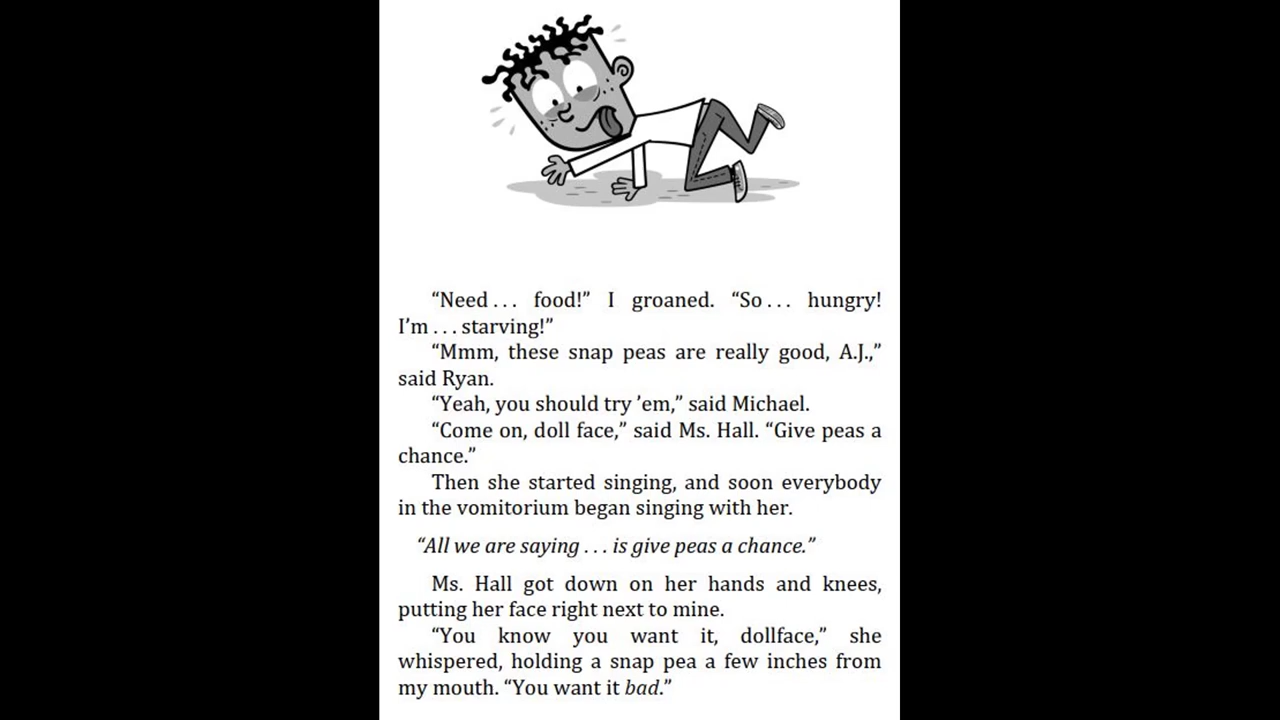 “Need . . . food!” I groaned. “So . . . hungry!
I’m . . . starving!”
“Mmm, these snap peas are really good, A.J.,”
said Ryan.
“Yeah, you should try ’em,” said Michael.
“Come on, doll face,” said Ms. Hall. “Give peas a
chance.”
Then she started singing, and soon everybody
in the vomitorium began singing with her.
“All we are saying . . . is give peas a chance.”
Ms. Hall got down on her hands and knees,
putting her face right next to mine.
“You know you want it, dollface,” she
whispered, holding a snap pea a few inches from
my mouth. “You want it bad.”